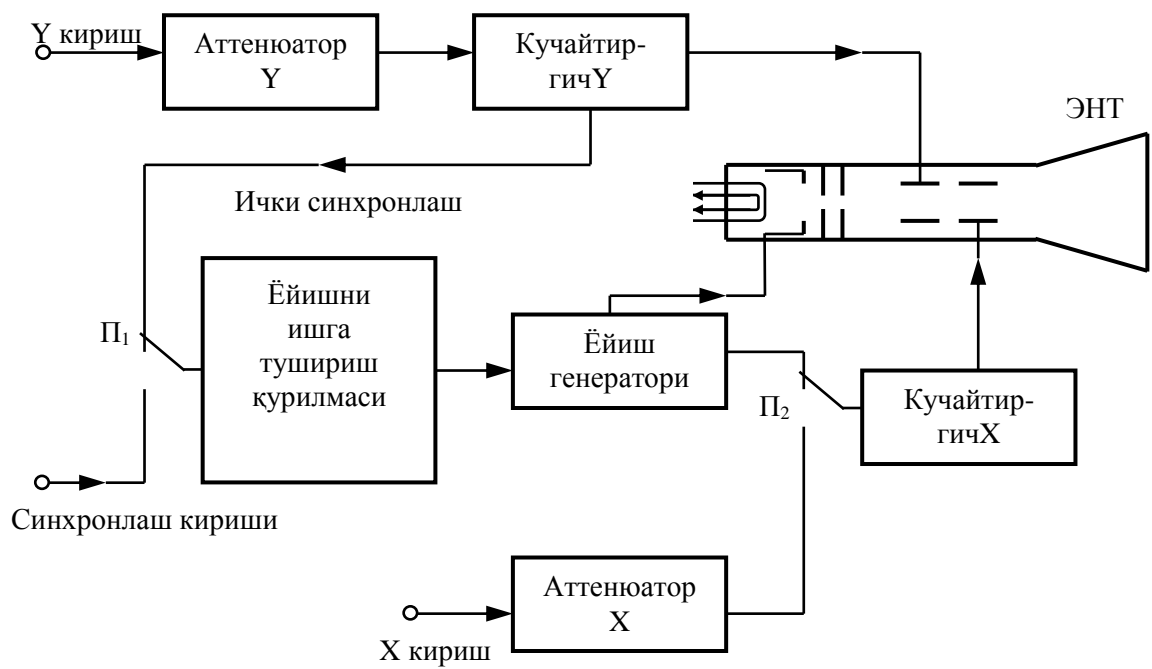 Y кириш
Аттенюатор
Y
Кучайтир-
гичY
ЭНТ
Ички синхронлаш
Ёйишни
ишга
тушириш
қурилмаси
П1
Ёйиш
генератори
П2
Кучайтир-
гичX
Синхронлаш кириши
Аттенюатор
X
X кириш